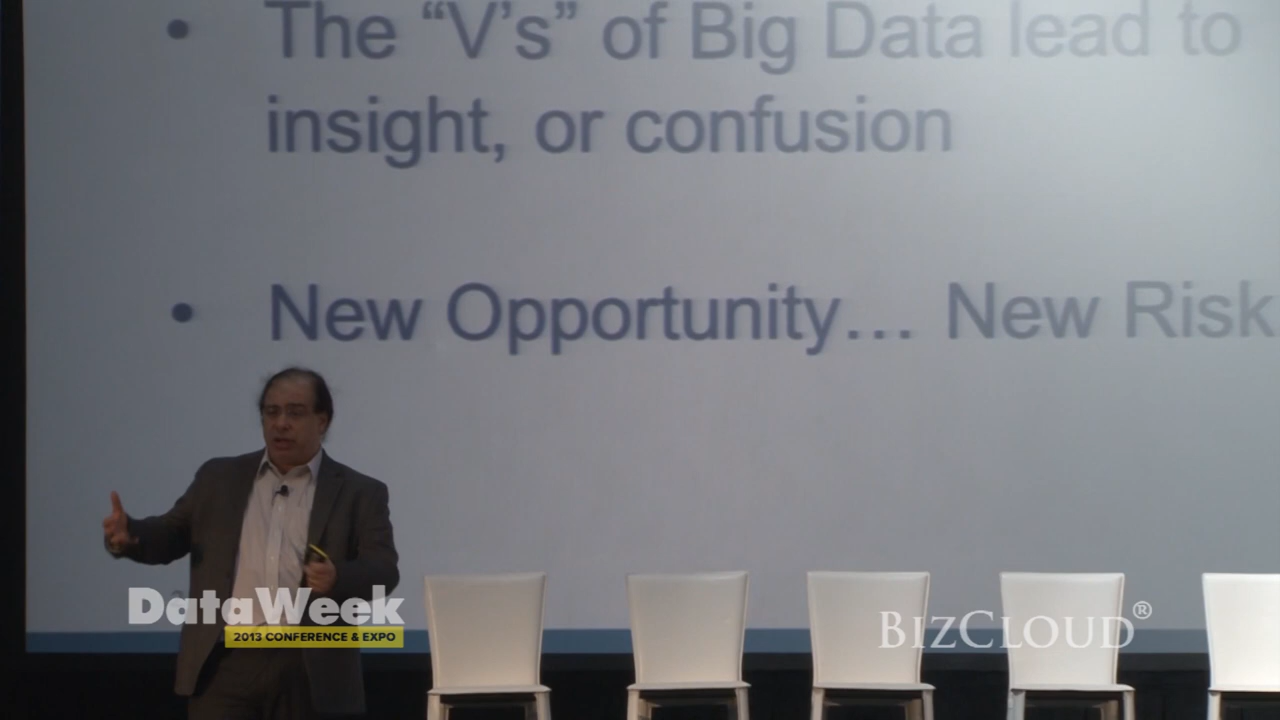 • The “V’s” of Big Data lead to
insight, or confusion
• New Opportunity… New Risk
DataWeek
2013 CONFERENCE & EXPO
BIZCLOUD®